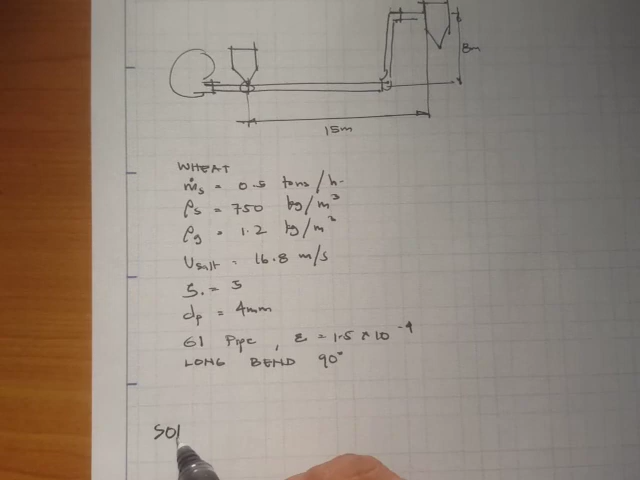 8m
15m
WHEAT
ṁs = 0.5 tons/h.
ρs = 750 kg/m³
ρg = 1.2 kg/m³
Usalt = 16.8 m/s
S. = 5
dp = 4mm
GI Pipe, ε = 1.5 × 10⁻⁴
LONG BEND 90°
SOl